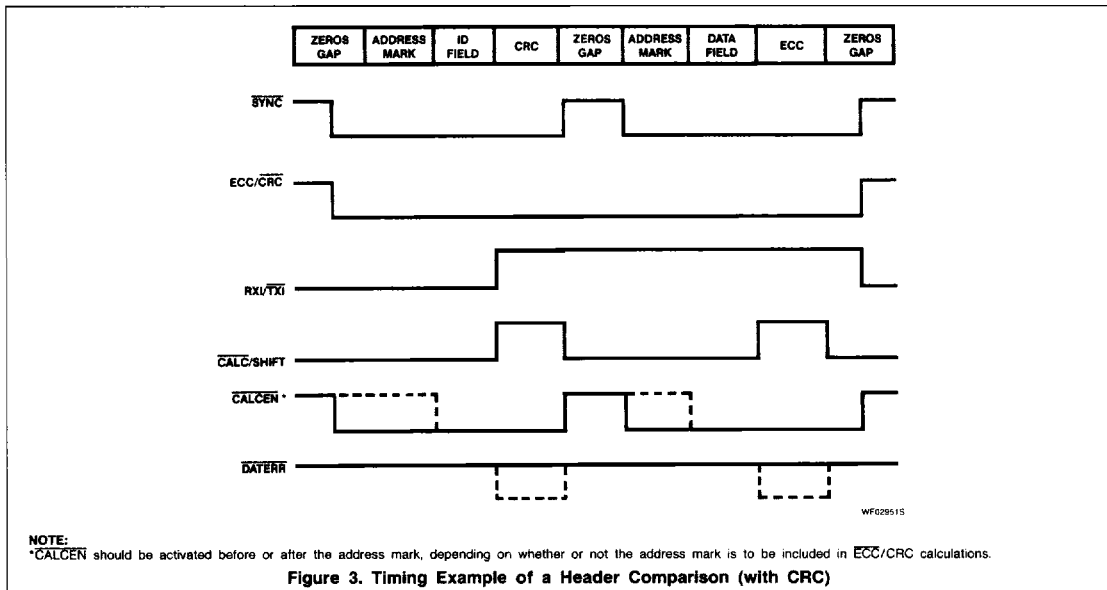 ZEROS GAP ADDRESS MARK ID FIELD CRC ZEROS GAP ADDRESS MARK DATA FIELD ECC ZEROS GAP
SYNC
ECC/CRC
RXI/TXI
CALC/SHIFT
CALCEN *
DATERR
WF02951S
NOTE:
*CALCEN should be activated before or after the address mark, depending on whether or not the address mark is to be included in ECC/CRC calculations.
Figure 3. Timing Example of a Header Comparison (with CRC)